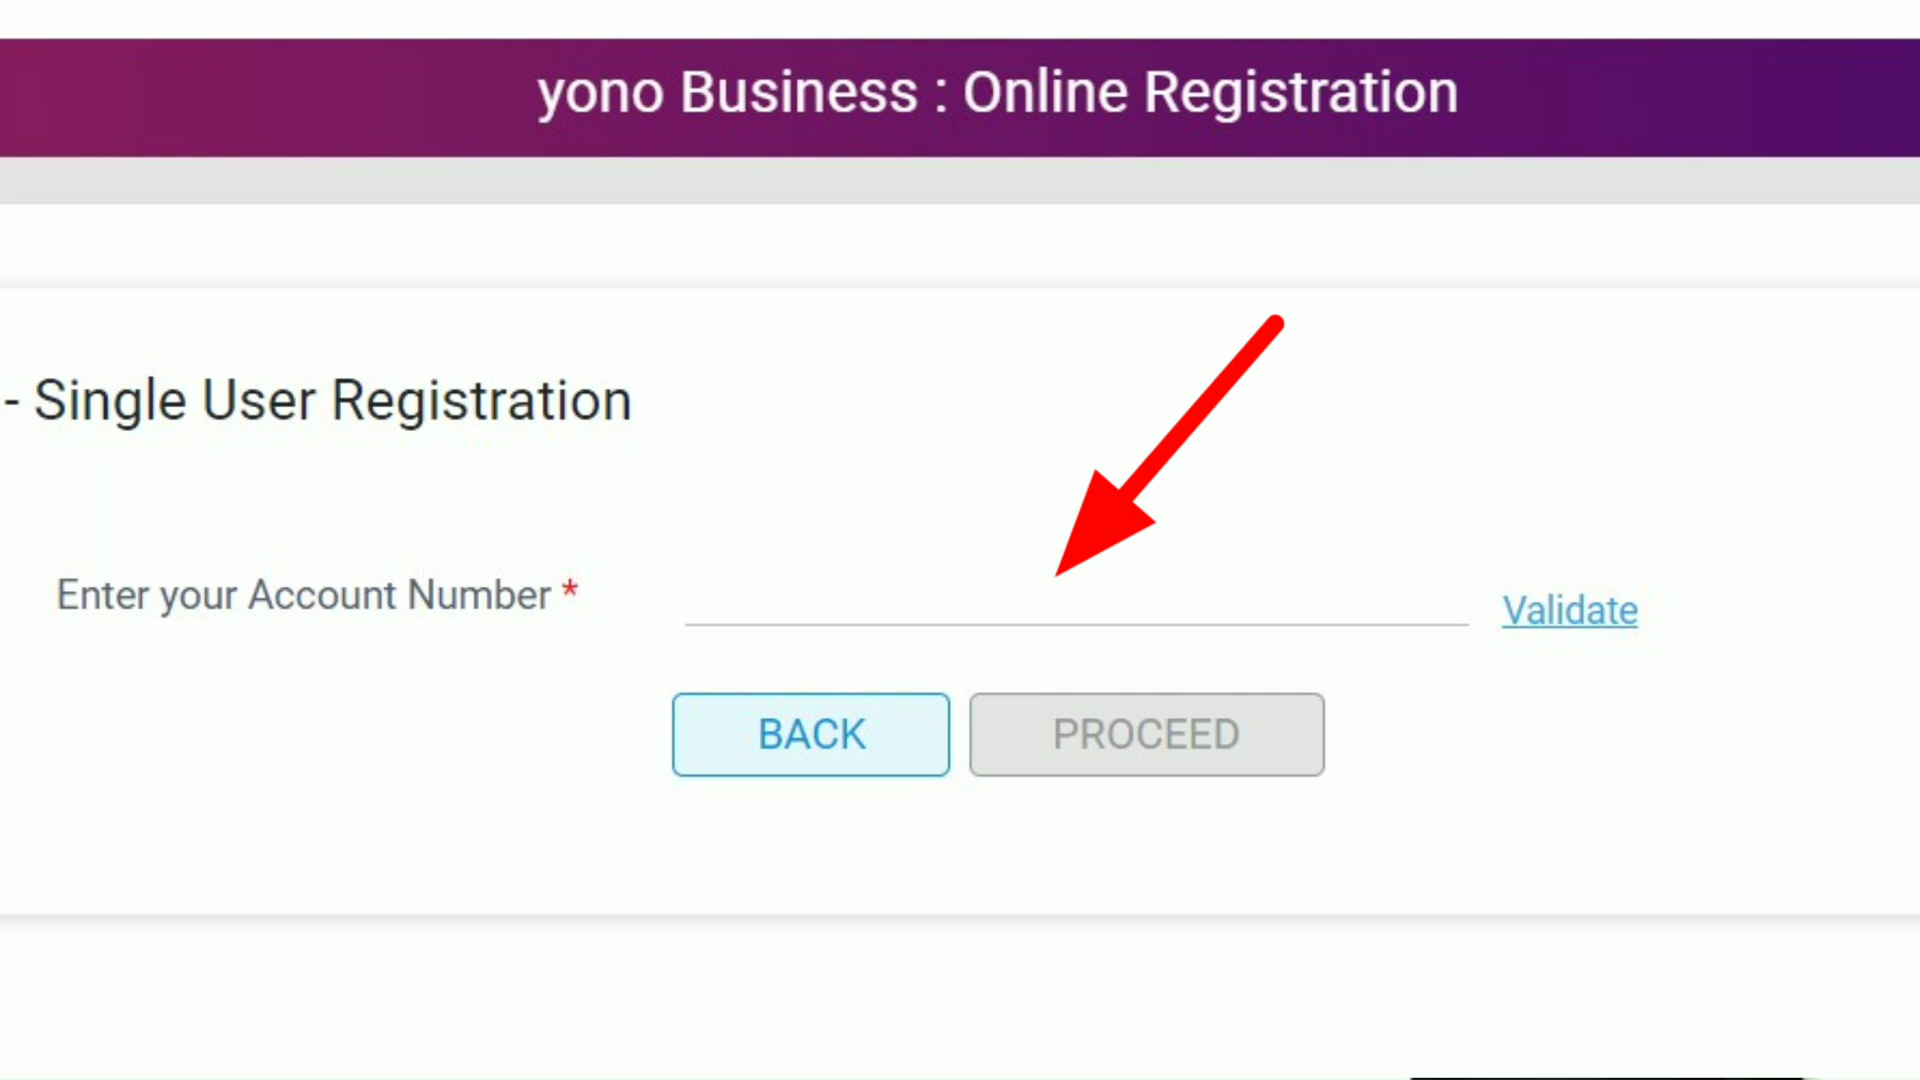 yono Business : Online Registration
- Single User Registration
Enter your Account Number *
Validate
BACK
PROCEED